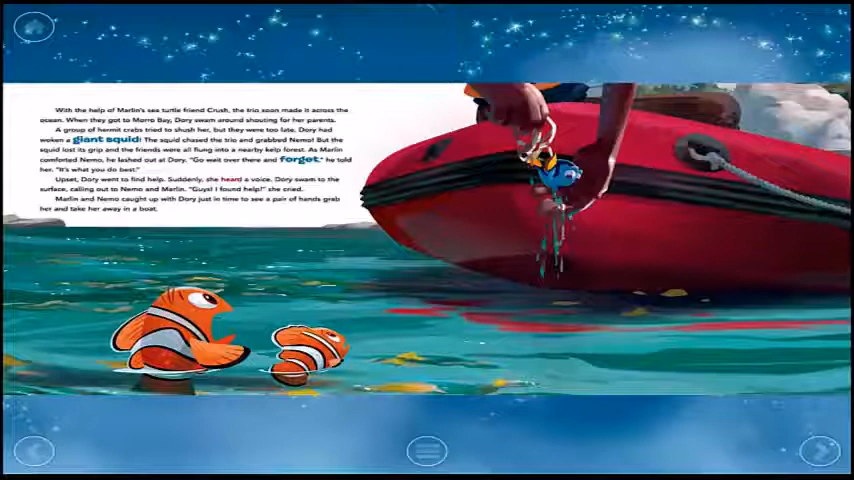 With the help of Marlin's sea turtle friend Crush, the trio soon made it across the
ocean. When they got to Morro Bay, Dory swam around shouting for her parents.
A group of hermit crabs tried to shush her, but they were too late. Dory had
woken a giant squid! The squid chased the trio and grabbed Nemo! But the
squid lost its grip and the friends were all flung into a nearby kelp forest. As Marlin
comforted Nemo, he lashed out at Dory. "Go wait over there and forget," he told
her. "It's what you do best."
Upset, Dory went to find help. Suddenly, she heard a voice. Dory swam to the
surface, calling out to Nemo and Marlin. "Guys! I found help!" she cried.
Marlin and Nemo caught up with Dory just in time to see a pair of hands grab
her and take her away in a boat.